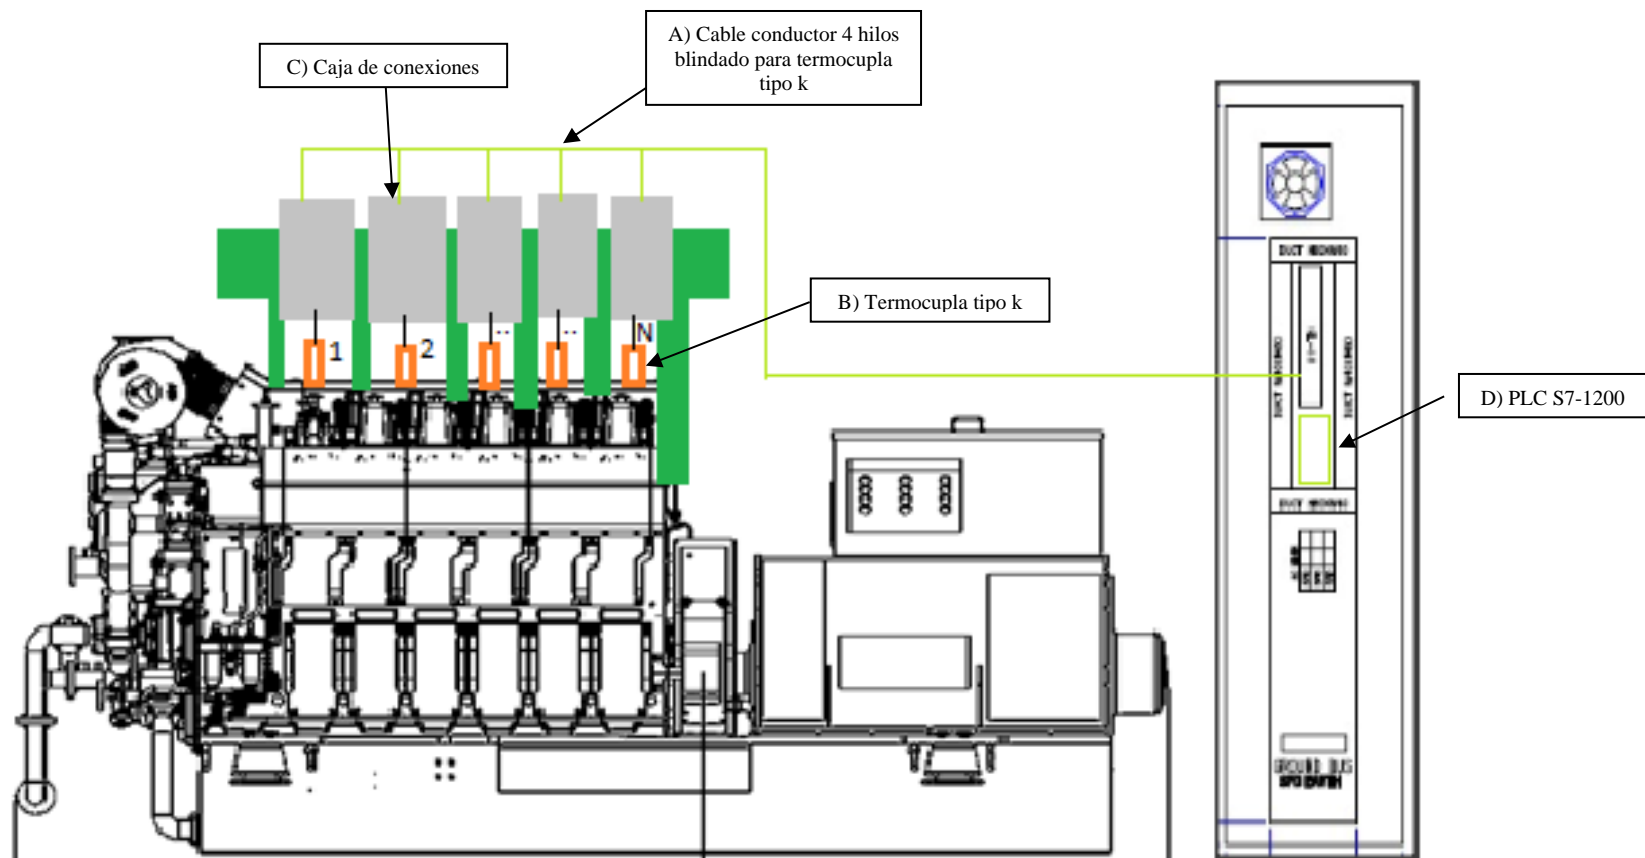 A) Cable conductor 4 hilos
blindado para termocupla
tipo k
C) Caja de conexiones
B) Termocupla tipo k
1
2
..
..
N
D) PLC S7-1200
GROUND BUS